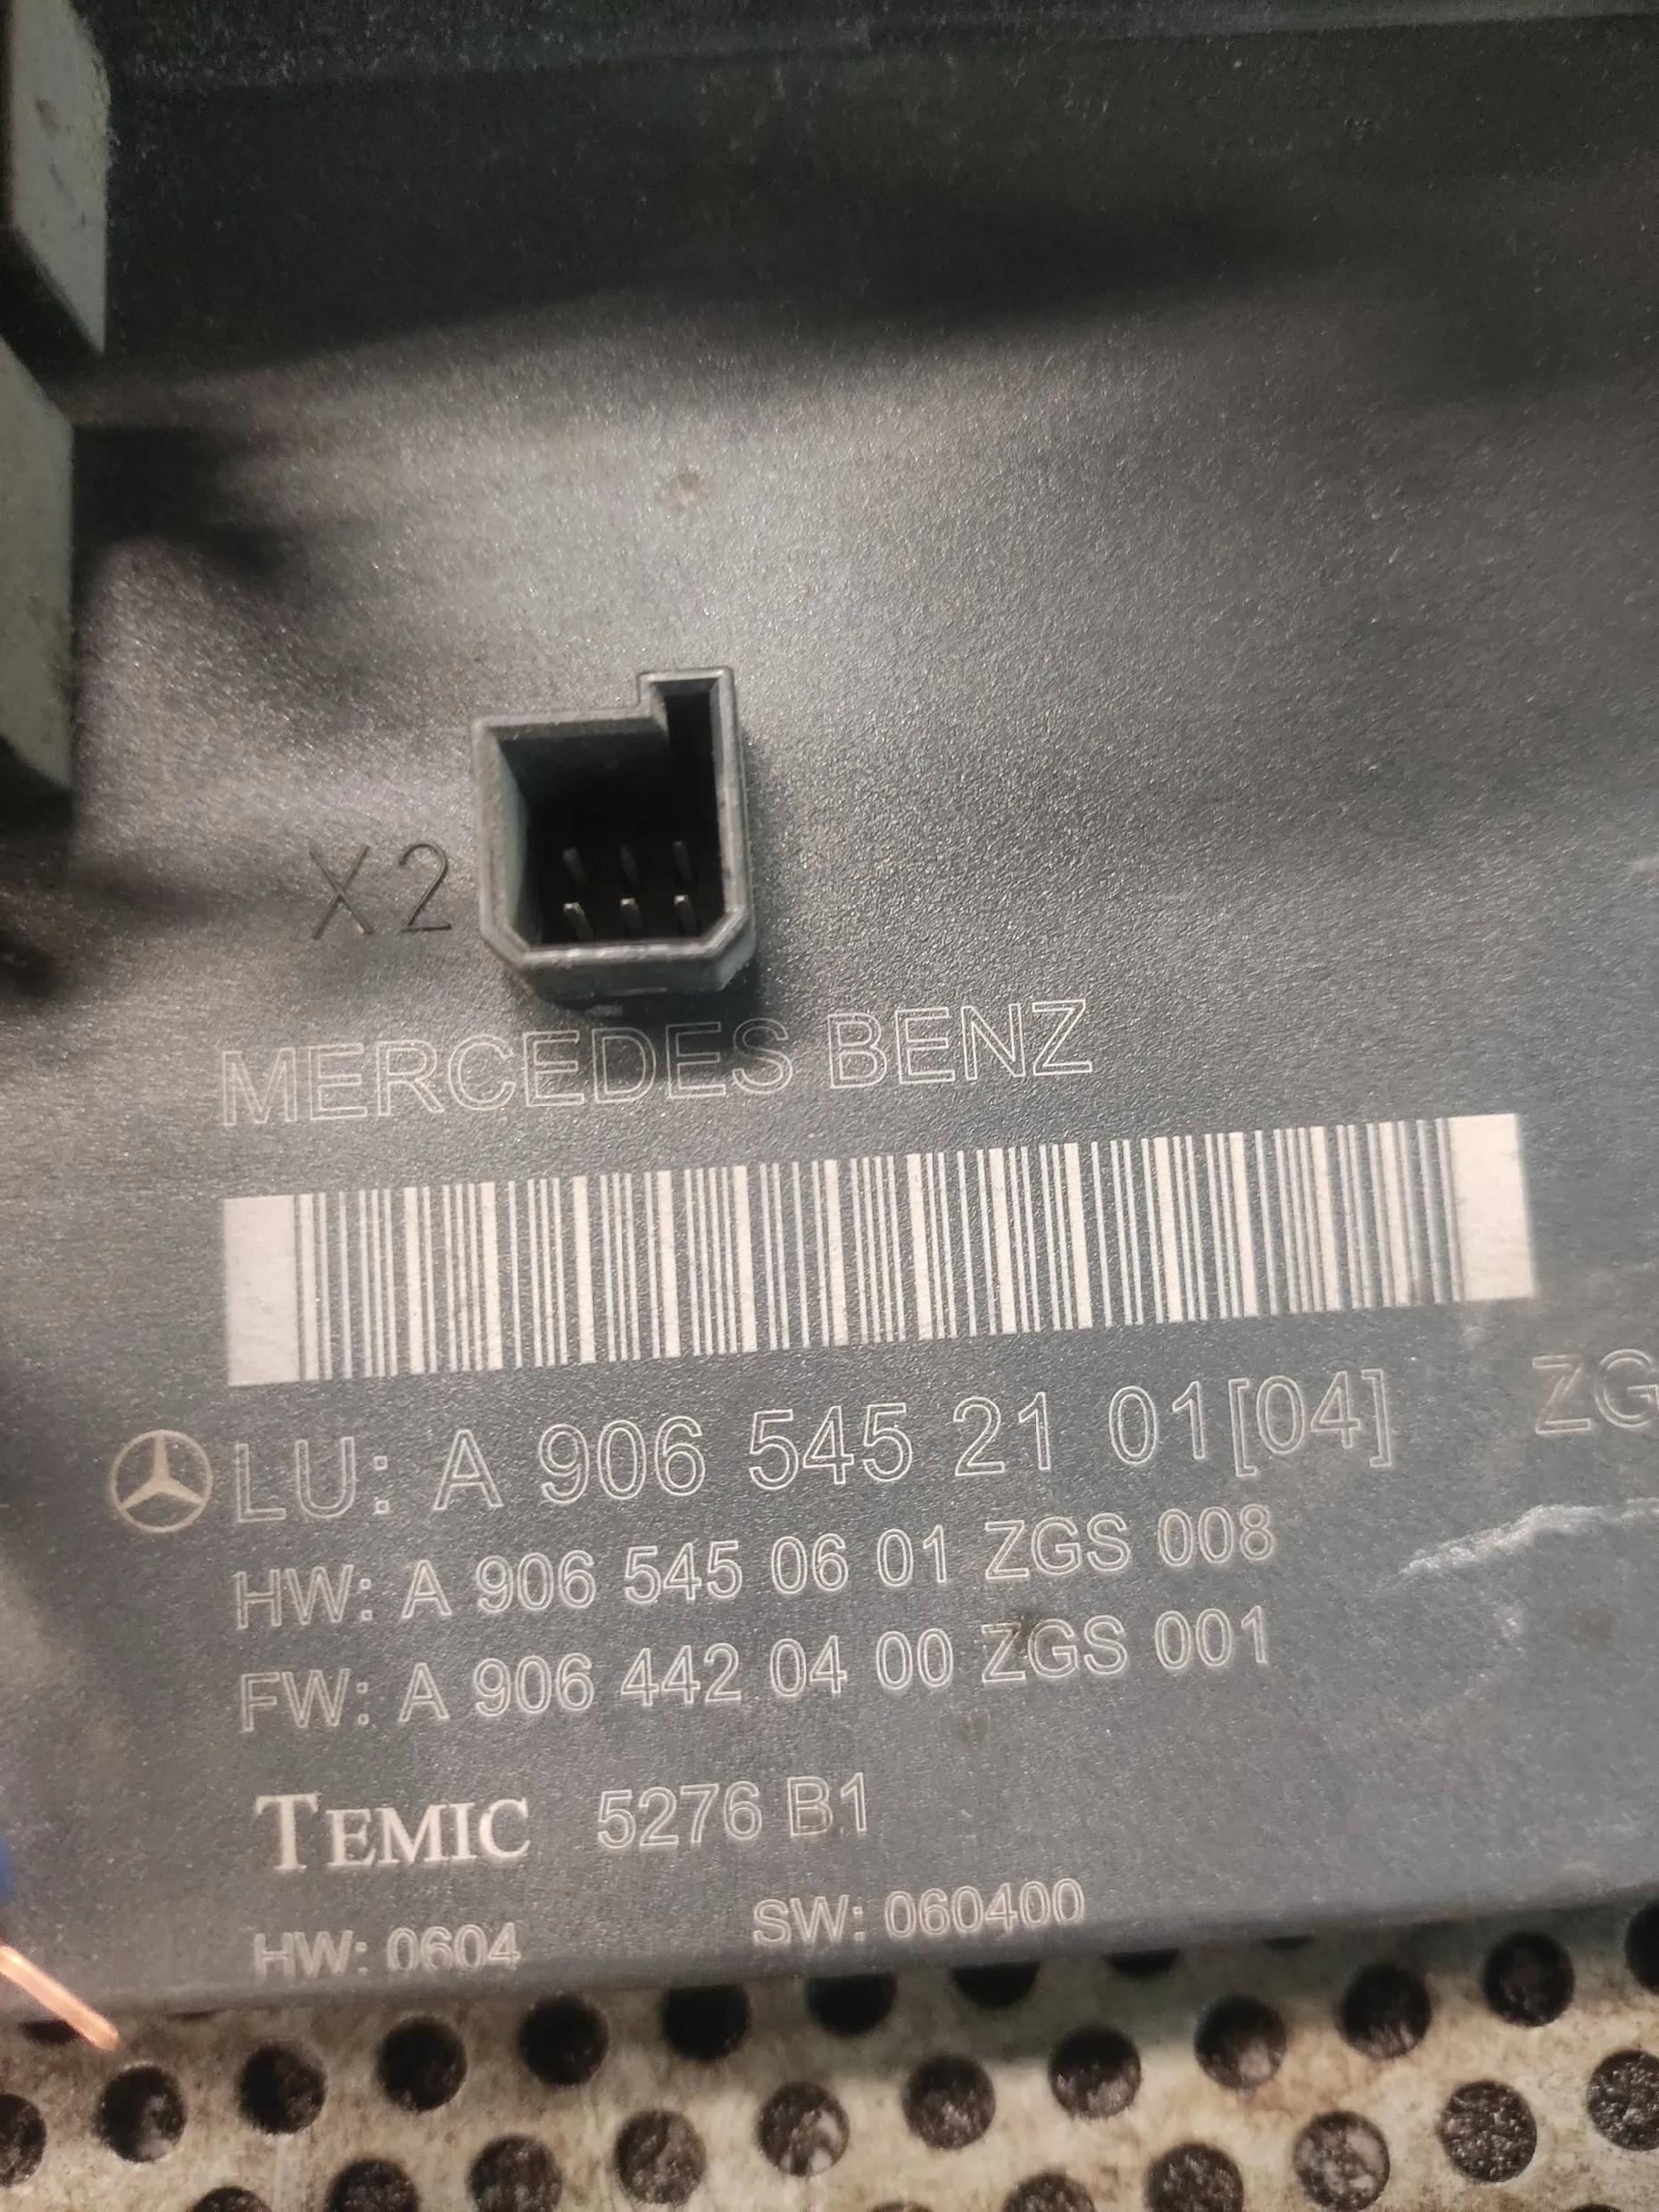 X2
MERCEDES BENZ
LU: A 906 545 21 01[04] ZG
HW: A 906 545 06 01 ZGS 008
FW: A 906 442 04 00 ZGS 001
TEMIC 5276 B1
HW: 0604 SW: 060400